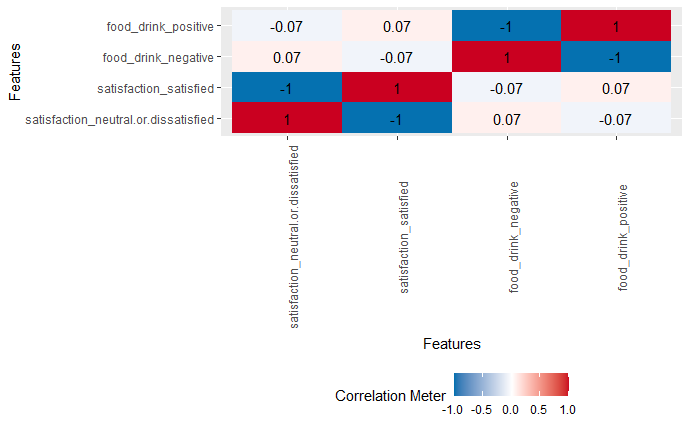 Features
food_drink_positive -0.07 0.07 -1 1
food_drink_negative 0.07 -0.07 1 -1
satisfaction_satisfied -1 1 -0.07 0.07
satisfaction_neutral.or.dissatisfied 1 -1 0.07 -0.07
satisfaction_neutral.or.dissatisfied
satisfaction_satisfied
food_drink_negative
food_drink_positive
Features
Correlation Meter
-1.0 -0.5 0.0 0.5 1.0